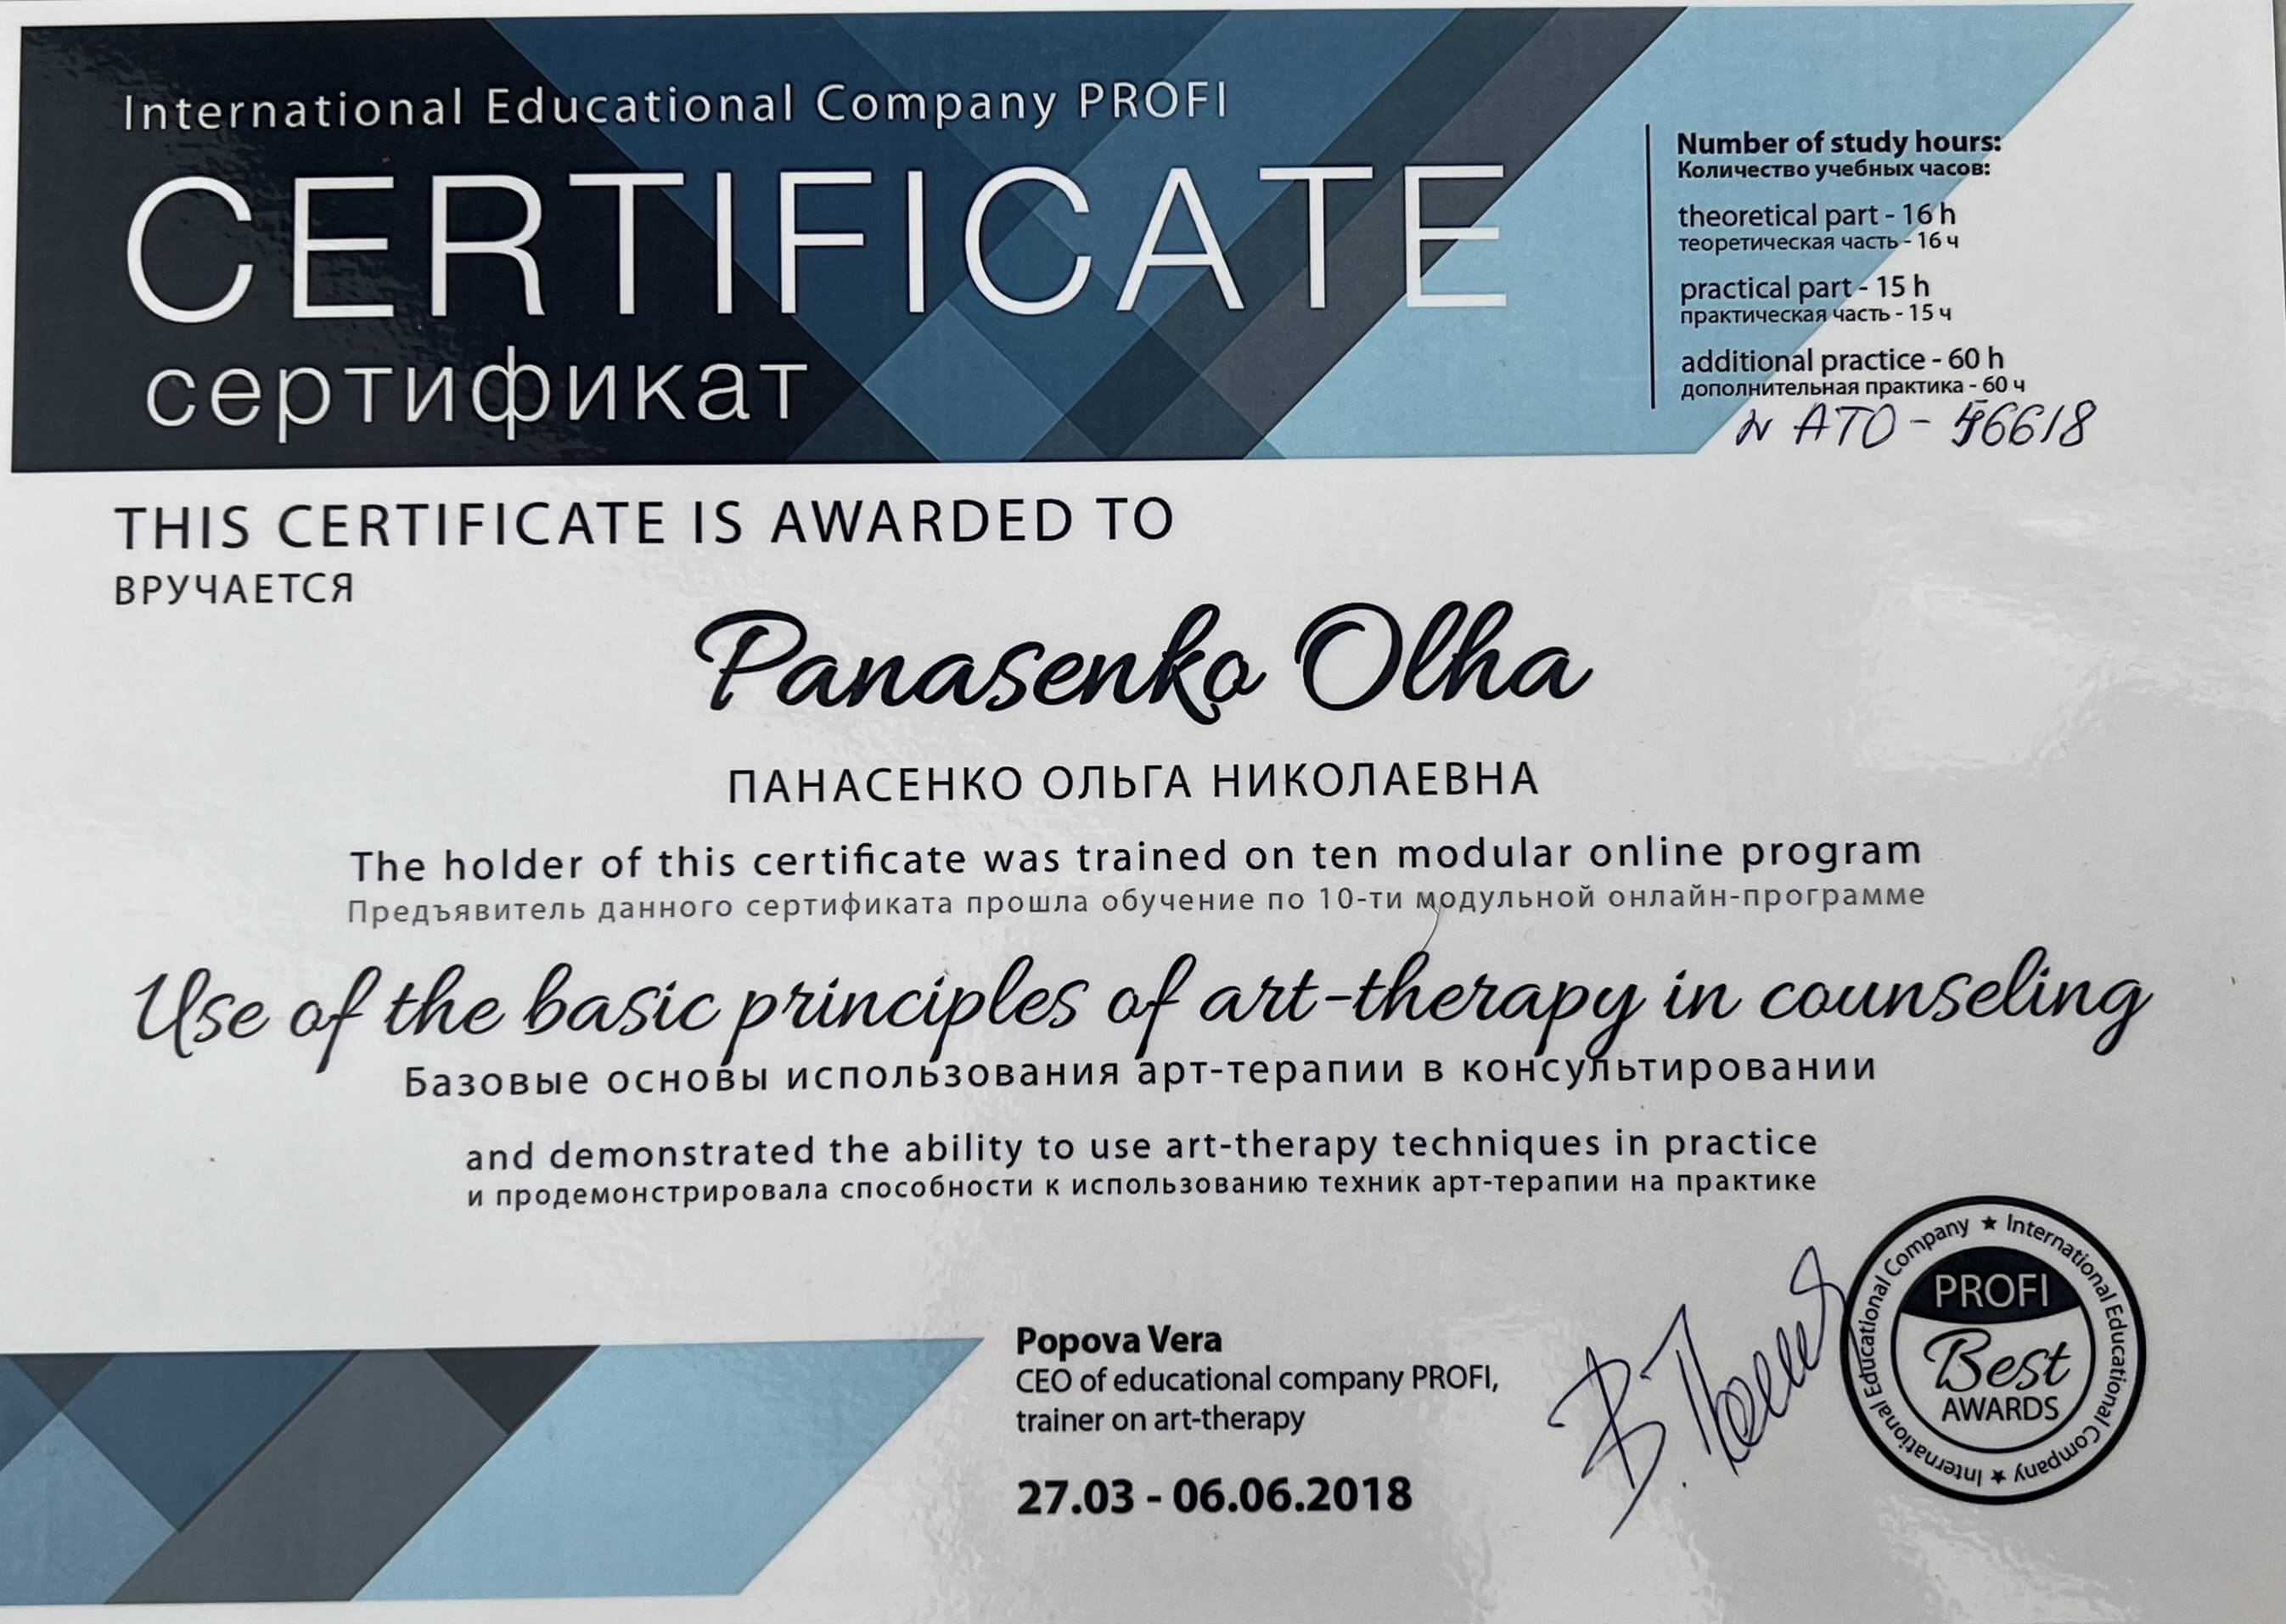 International Educational Company PROFI
CERTIFICATE
сертификат
Number of study hours:
Количество учебных часов:
theoretical part - 16 h
теоретическая часть - 16 ч
practical part - 15 h
практическая часть - 15 ч
additional practice - 60 h
дополнительная практика - 60 ч
N ATO -
THIS CERTIFICATE IS AWARDED TO
ВРУЧАЕТСЯ
Panasenko Olha
ПАНАСЕНКО ОЛЬГА НИКОЛАЕВНА
The holder of this certificate was trained on ten modular online program
Предъявитель данного сертификата прошла обучение по 10-ти модульной онлайн-программе
Use of the basic principles of art-therapy in counseling
Базовые основы использования арт-терапии в консультировании
and demonstrated the ability to use art-therapy techniques in practice
и продемонстрировала способности к использованию техник арт-терапии на практике
Popova Vera
CEO of educational company PROFI,
trainer on art-therapy
27.03 - 06.06.2018
International Educational Company ★ International Educational Company ★
PROFI
Best
AWARDS